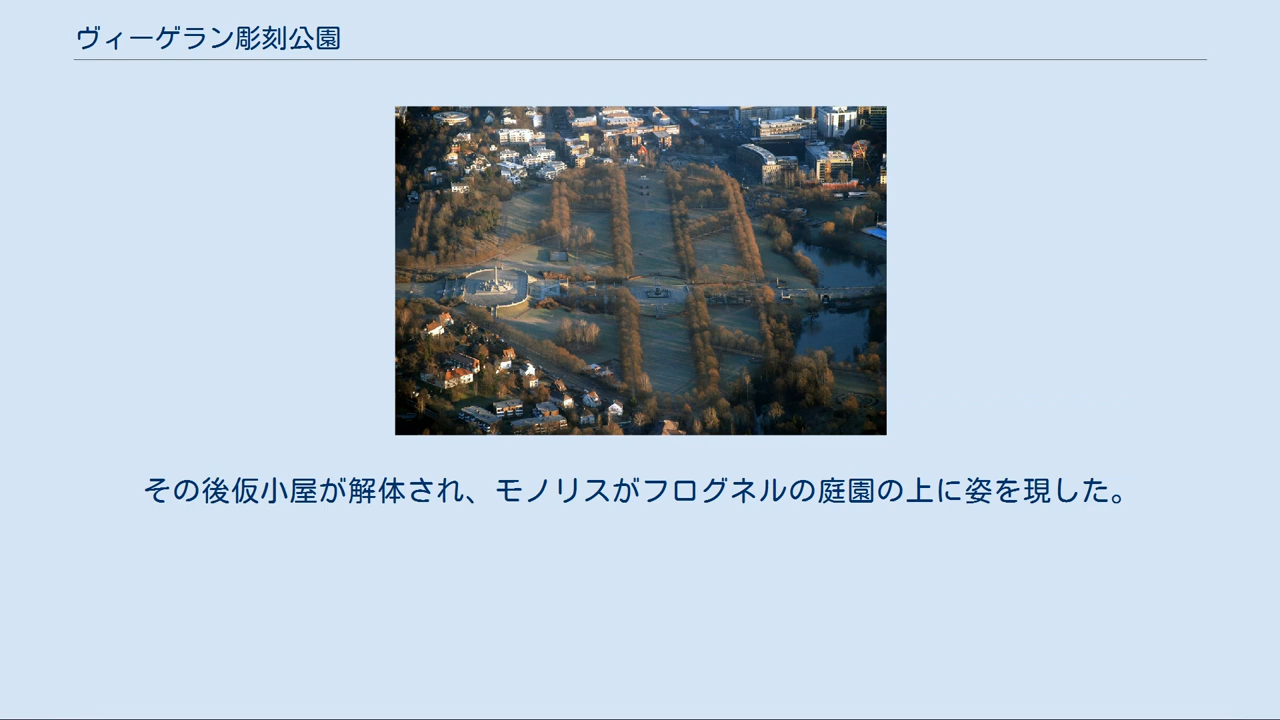 ヴィーゲラン彫刻公園
その後仮小屋が解体され、モノリスがフログネルの庭園の上に姿を現した。